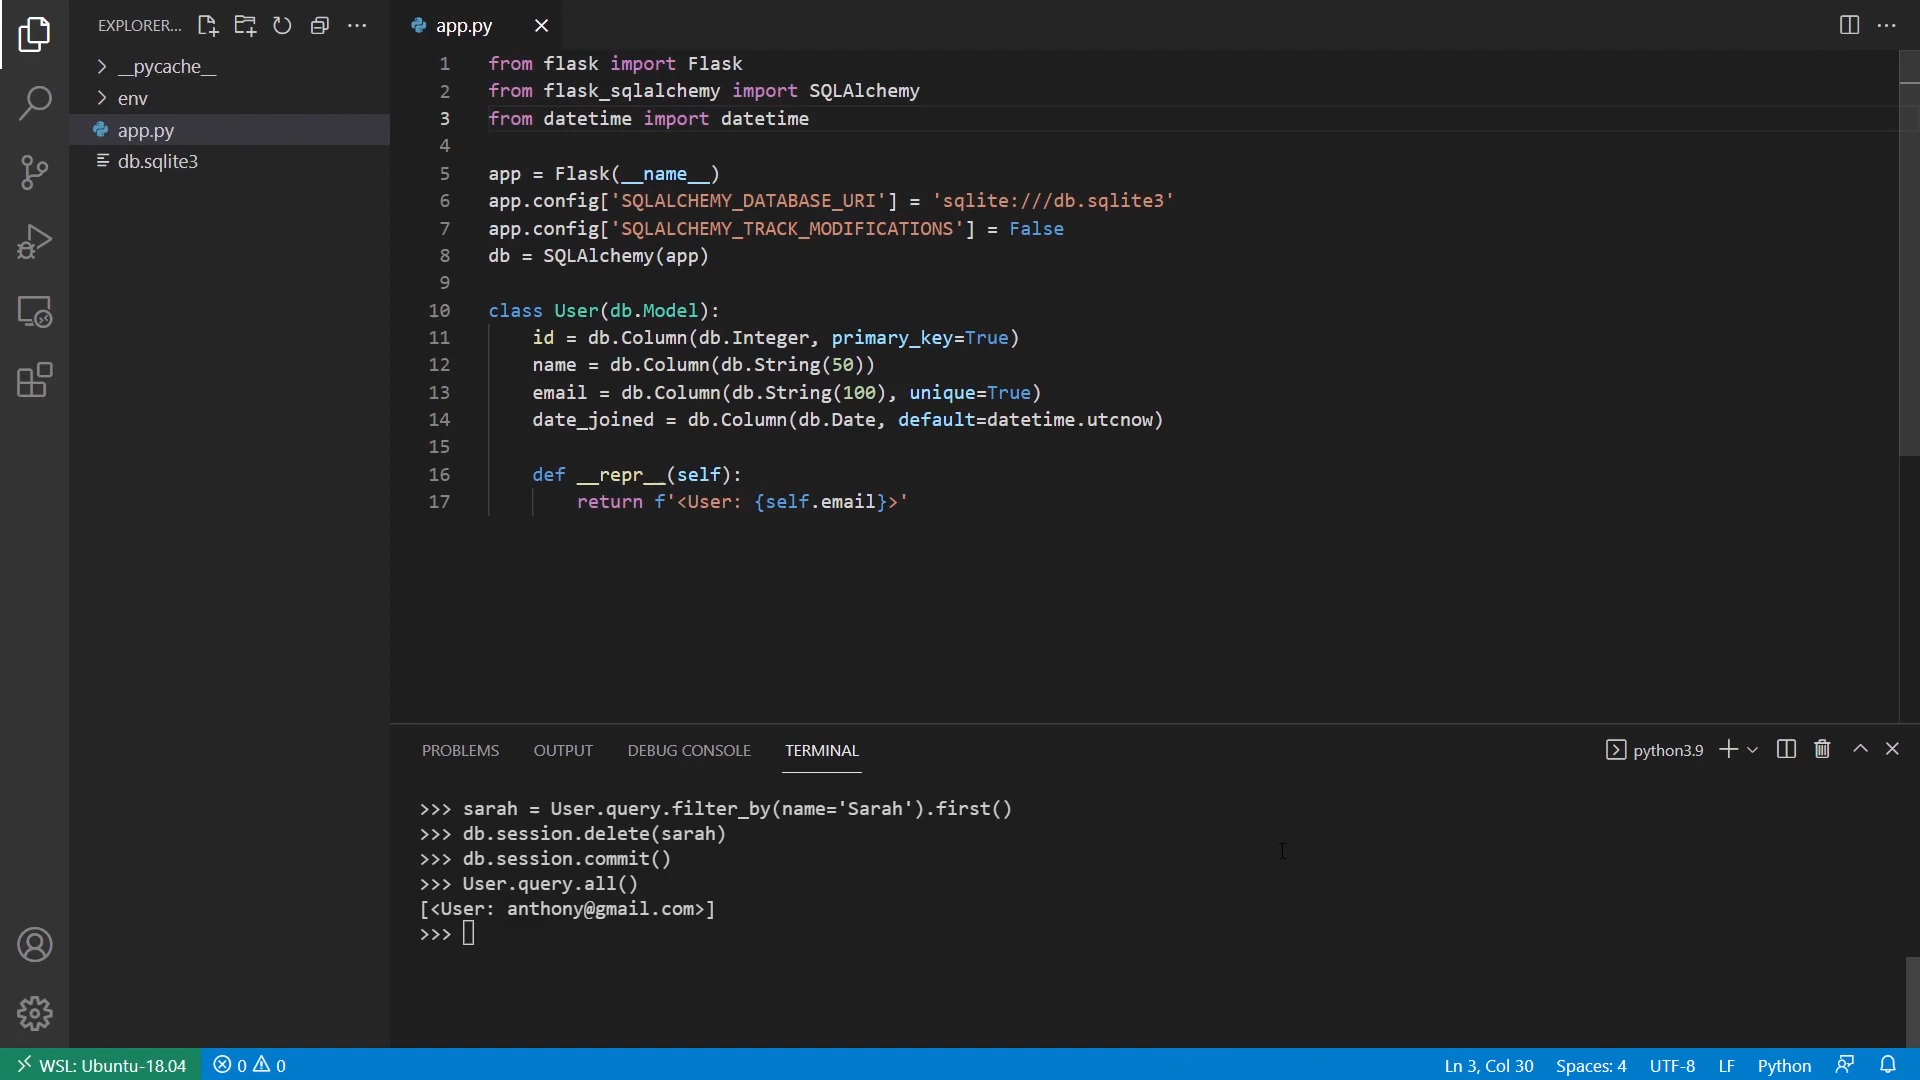 EXPLORER...
__pycache__
env
app.py
db.sqlite3
app.py
1 from flask import Flask
2 from flask_sqlalchemy import SQLAlchemy
3 from datetime import datetime
4
5 app = Flask(__name__)
6 app.config['SQLALCHEMY_DATABASE_URI'] = 'sqlite:///db.sqlite3'
7 app.config['SQLALCHEMY_TRACK_MODIFICATIONS'] = False
8 db = SQLAlchemy(app)
9
10 class User(db.Model):
11     id = db.Column(db.Integer, primary_key=True)
12     name = db.Column(db.String(50))
13     email = db.Column(db.String(100), unique=True)
14     date_joined = db.Column(db.Date, default=datetime.utcnow)
15
16     def __repr__(self):
17         return f'<User: {self.email}>'
PROBLEMS OUTPUT DEBUG CONSOLE TERMINAL python3.9
>>> sarah = User.query.filter_by(name='Sarah').first()
>>> db.session.delete(sarah)
>>> db.session.commit()
>>> User.query.all()
[<User: anthony@gmail.com>]
>>>
WSL: Ubuntu-18.04 0 0 Ln 3, Col 30 Spaces: 4 UTF-8 LF Python